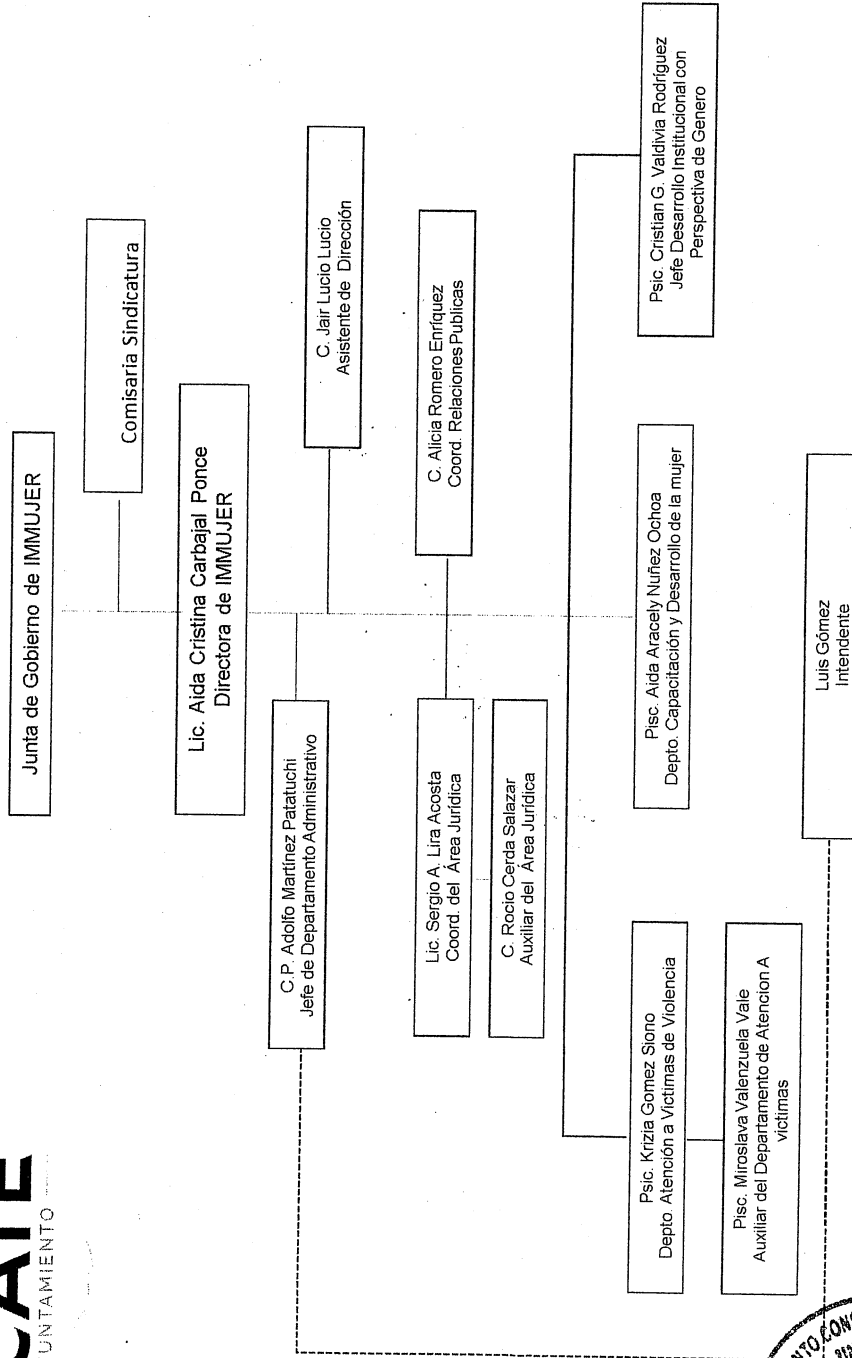 UNTAMIENTO
Junta de Gobierno de IMMUJER
Comisaria Sindicatura
Lic. Aida Cristina Carbajal Ponce
Directora de IMMUJER
C. Jair Lucio Lucio
Asistente de Dirección
C.P. Adolfo Martínez Patatuchi
Jefe de Departamento Administrativo
C. Alicia Romero Enríquez
Coord. Relaciones Publicas
Lic. Sergio A. Lira Acosta
Coord. del Área Jurídica
C. Rocio Cerda Salazar
Auxiliar del Área Jurídica
Psic. Krizia Gomez Siono
Depto. Atención a Victimas de Violencia
Pisc. Aida Aracely Nuñez Ochoa
Depto. Capacitación y Desarrollo de la mujer
Psic. Cristian G. Valdivia Rodríguez
Jefe Desarrollo Institucional con
Perspectiva de Genero
Pisc. Miroslava Valenzuela Vale
Auxiliar del Departamento de Atencion A
victimas
Luis Gómez
Intendente